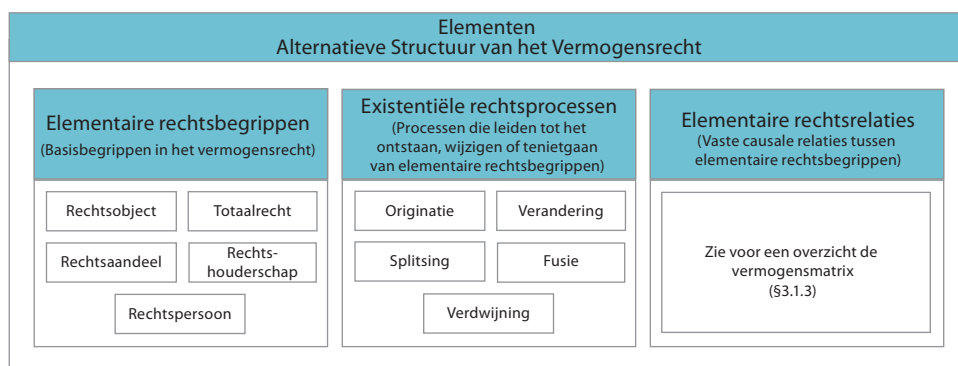 Elementen
Alternatieve Structuur van het Vermogensrecht
Elementaire rechtsbegrippen
(Basisbegrippen in het vermogensrecht)
Rechtsobject
Totaalrecht
Rechtsaandeel
Rechts-
houderschap
Rechtspersoon
Existentiële rechtsprocessen
(Processen die leiden tot het
ontstaan, wijzigen of tenietgaan
van elementaire rechtsbegrippen)
Originatie
Verandering
Splitsing
Fusie
Verdwijning
Elementaire rechtsrelaties
(Vaste causale relaties tussen
elementaire rechtsbegrippen)
Zie voor een overzicht de
vermogensmatrix
(§3.1.3)